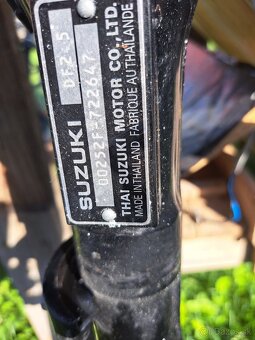 SUZUKI
DF2.5
00252F-722647
THAI SUZUKI MOTOR CO.,LTD.
MADE IN THAILAND FABRIQUE AU THAILANDE